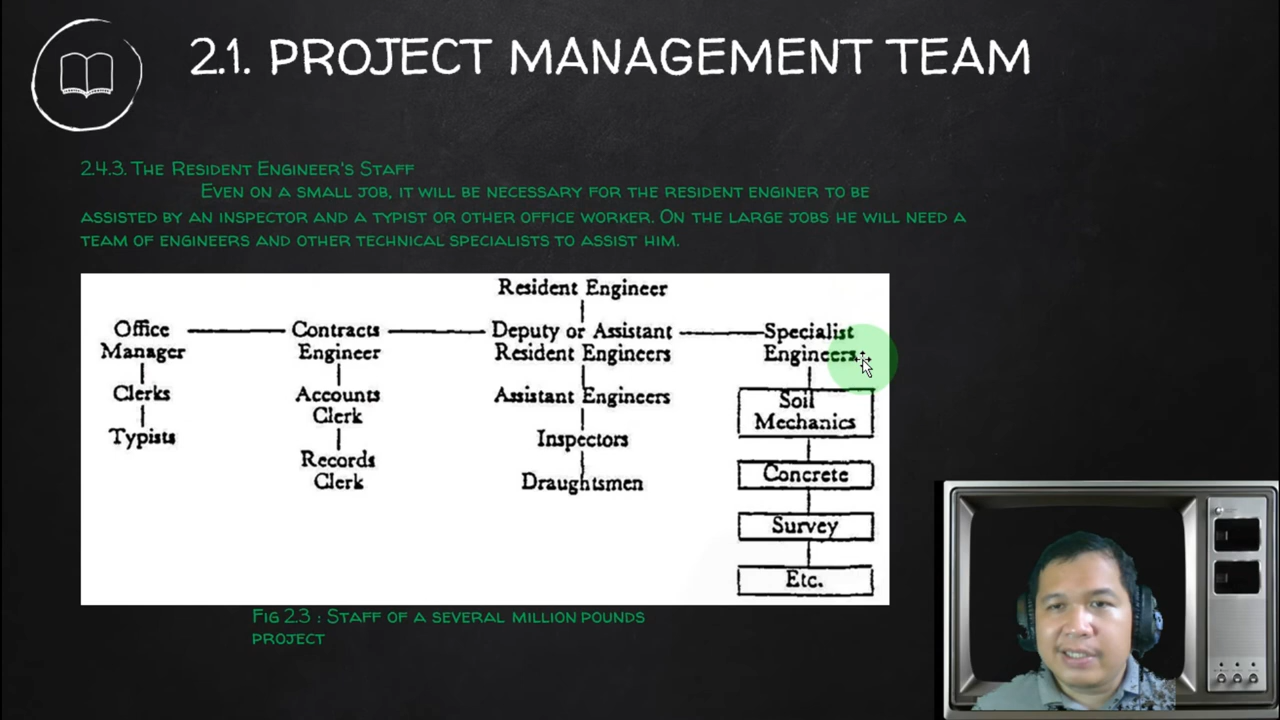 2.1. PROJECT MANAGEMENT TEAM
2.4.3. The Resident Engineer's Staff
Even on a small job, it will be necessary for the resident enginer to be
assisted by an inspector and a typist or other office worker. On the large jobs he will need a
team of engineers and other technical specialists to assist him.
Resident Engineer
Office Manager
Contracts Engineer
Deputy or Assistant Resident Engineers
Specialist Engineers
Clerks
Typists
Accounts Clerk
Records Clerk
Assistant Engineers
Inspectors
Draughtsmen
Soil Mechanics
Concrete
Survey
Etc.
Fig 2.3 : Staff of a several million pounds
project